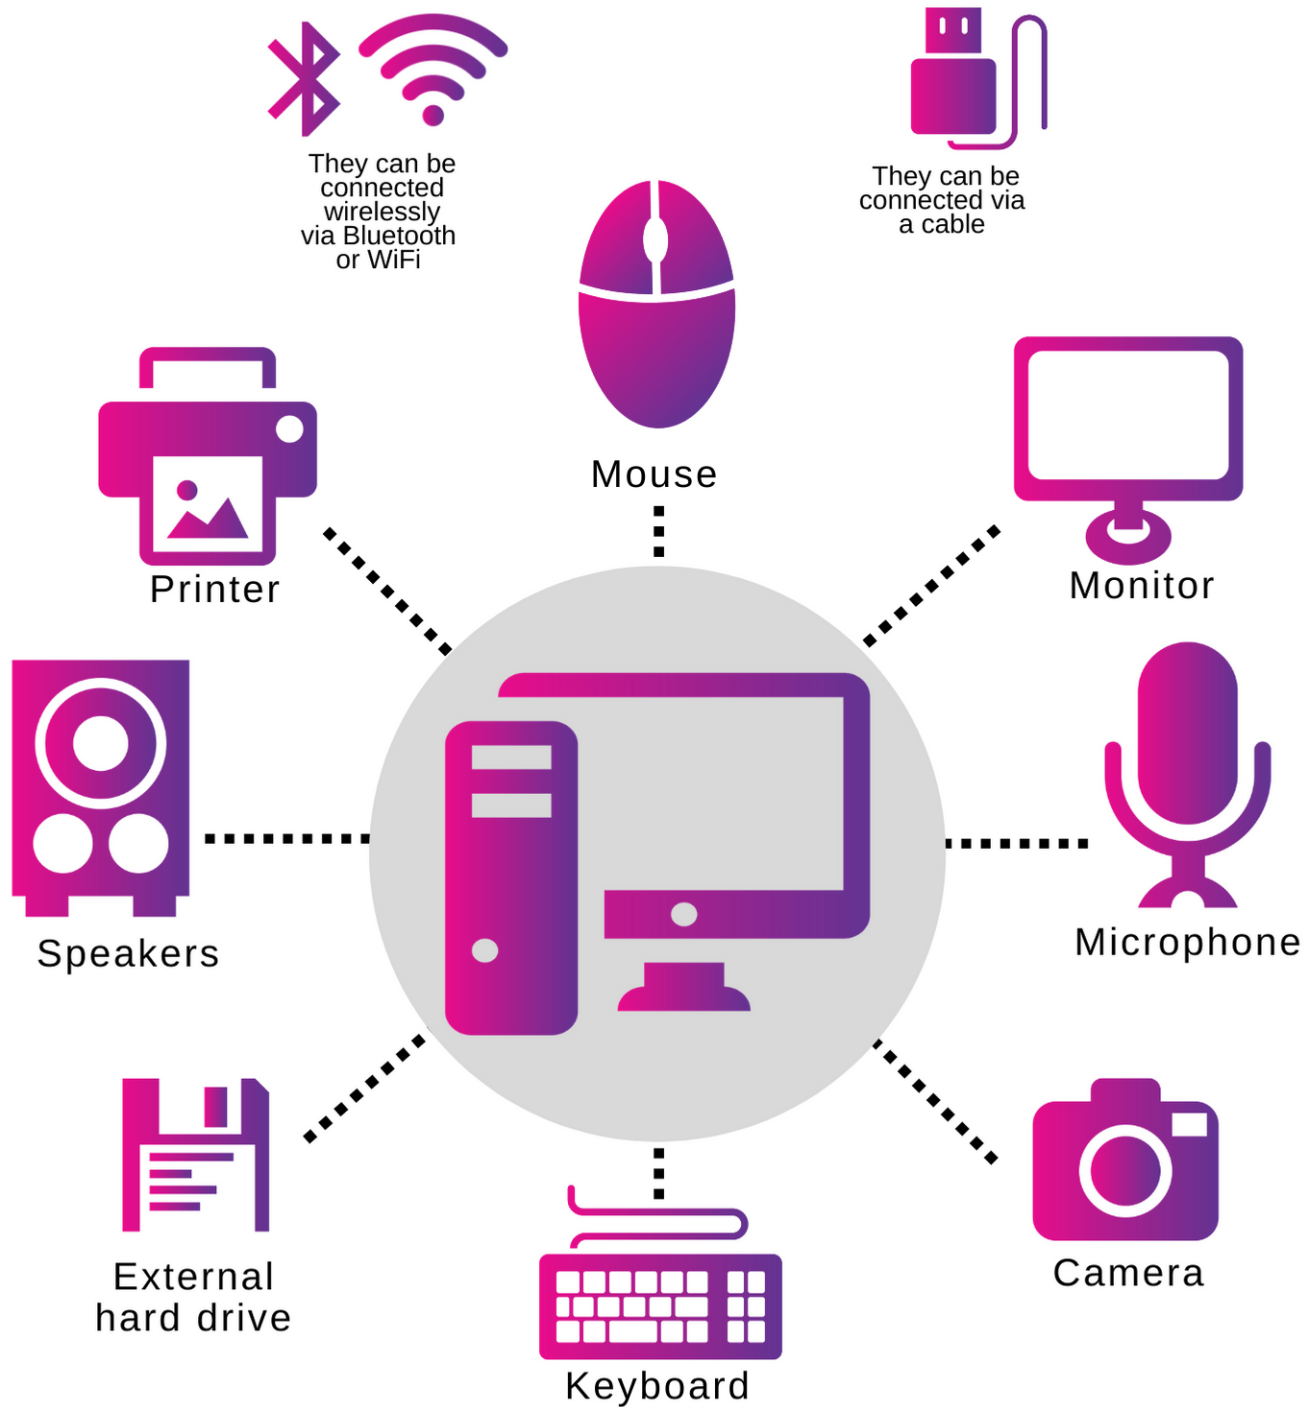 They can be
connected
wirelessly
via Bluetooth
or WiFi
They can be
connected via
a cable
Mouse
Printer
Monitor
Speakers
Microphone
External
hard drive
Camera
Keyboard